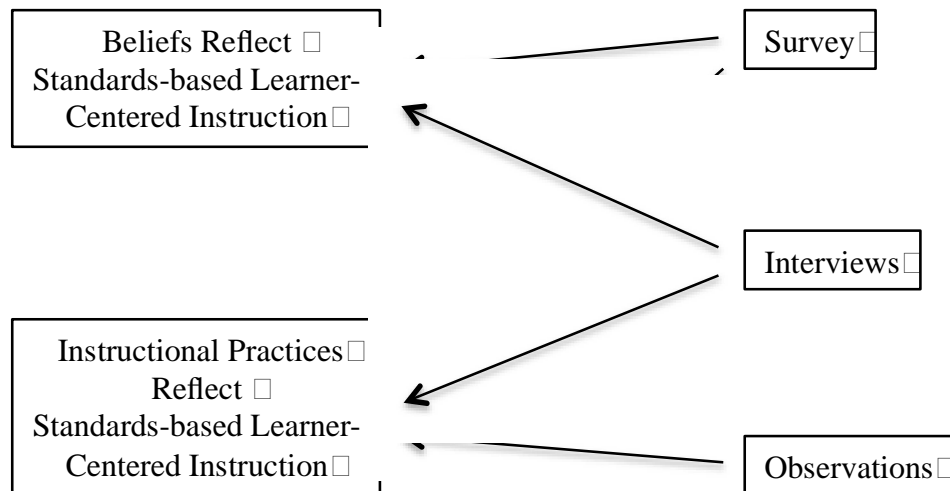 Beliefs Reflect
Standards-based Learner-
Centered Instruction
Survey
Interviews
Instructional Practices
Reflect
Standards-based Learner-
Centered Instruction
Observations